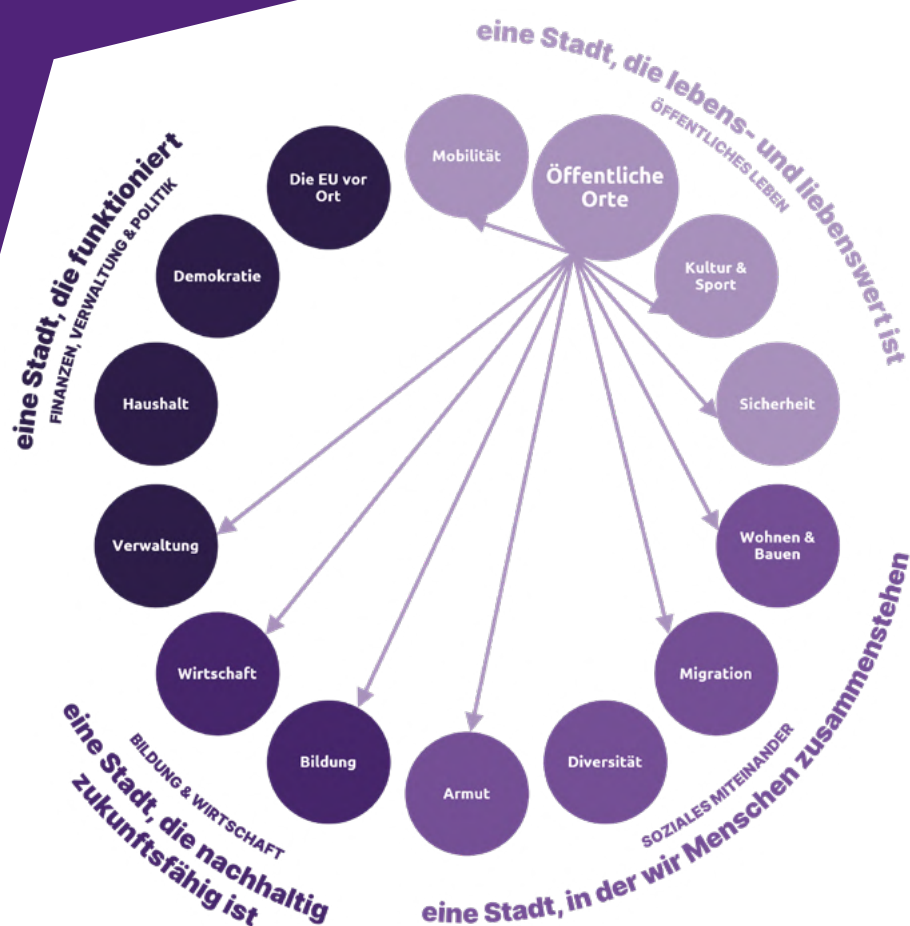 eine Stadt, die lebens- und liebenswert ist
ÖFFENTLICHES LEBEN
Mobilität
Öffentliche
Orte
Kultur &
Sport
Sicherheit
Wohnen &
Bauen
Migration
Diversität
Armut
SOZIALES MITEINANDER
eine Stadt, in der wir Menschen zusammenstehen
Bildung
Wirtschaft
BILDUNG & WIRTSCHAFT
eine Stadt, die nachhaltig
zukunftsfähig ist
Verwaltung
Haushalt
Demokratie
Die EU vor
Ort
eine Stadt, die funktioniert
FINANZEN, VERWALTUNG & POLITIK